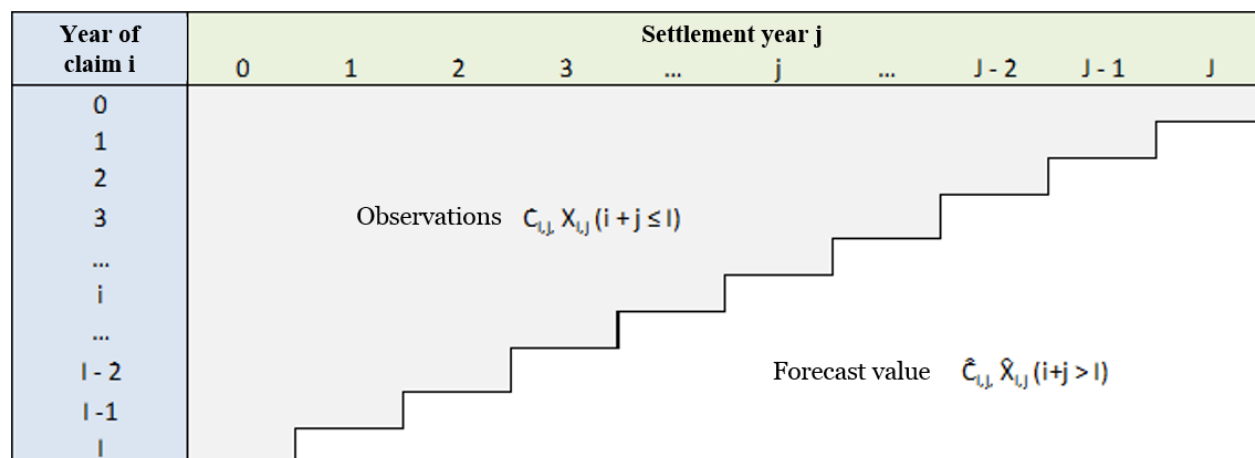 Year of claim i
Settlement year j
0 1 2 3 ... j ... J - 2 J - 1 J
0
1
2
3
...
i
...
I - 2
I -1
I
Observations C_{i,j}, X_{i,j} (i + j ≤ I)
Forecast value Ĉ_{i,j}, X̂_{i,j} (i+j > I)